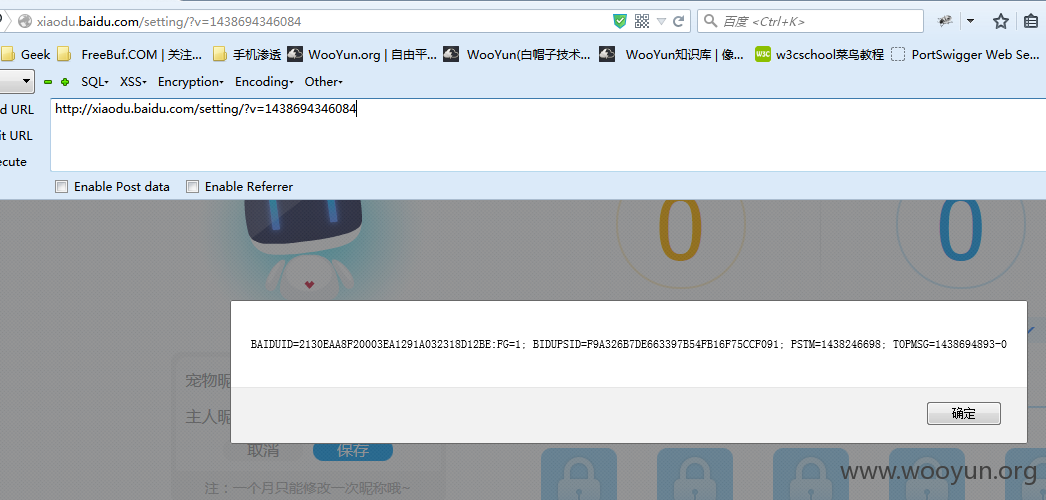 xiaodu.baidu.com/setting/?v=1438694346084
百度 <Ctrl+K>
Geek FreeBuf.COM | 关注... 手机渗透 WooYun.org | 自由平... WooYun(白帽子技术... WooYun知识库 | 像... W3C w3cschool菜鸟教程 PortSwigger Web Se...
SQL XSS Encryption Encoding Other
d URL
http://xiaodu.baidu.com/setting/?v=1438694346084
it URL
ecute
Enable Post data Enable Referrer
0 0
BAIDUID=2130EAA8F20003EA1291A032318D12BE:FG=1; BIDUPSID=F9A326B7DE663397B54FB16F75CCF091; PSTM=1438246698; TOPMSG=1438694893-0
确定
宠物昵
主人昵
取消 保存
注：一个月只能修改一次昵称哦~
www.wooyun.org